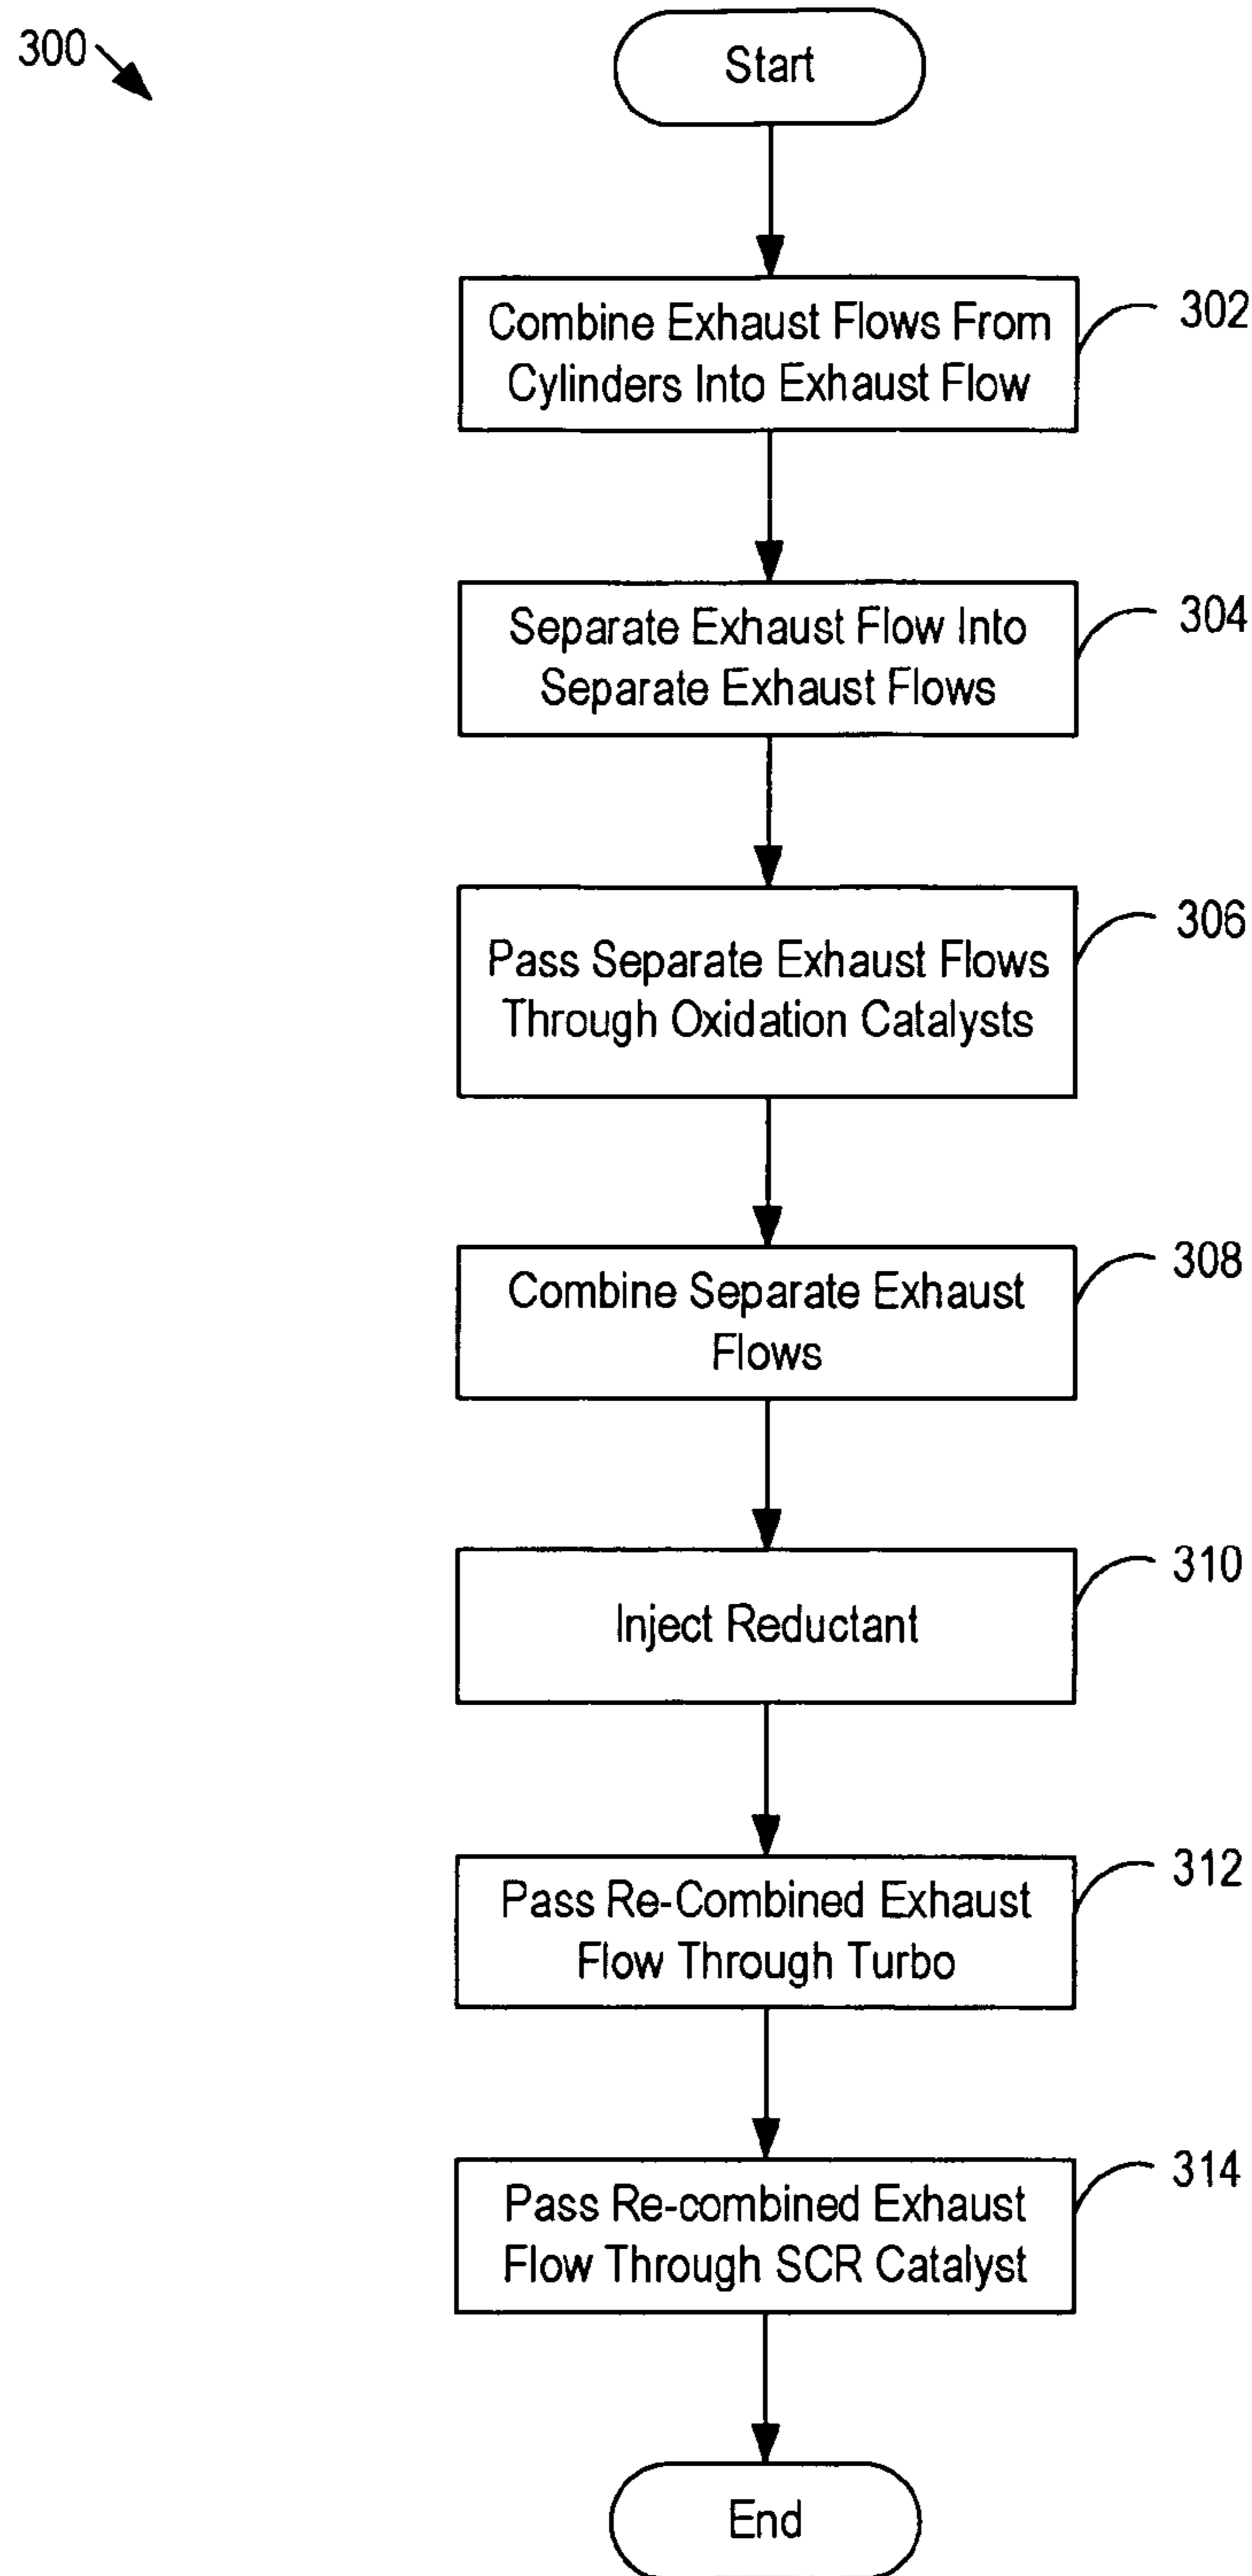 300
Start
Combine Exhaust Flows From
Cylinders Into Exhaust Flow
302
Separate Exhaust Flow Into
Separate Exhaust Flows
304
Pass Separate Exhaust Flows
Through Oxidation Catalysts
306
Combine Separate Exhaust
Flows
308
Inject Reductant
310
Pass Re-Combined Exhaust
Flow Through Turbo
312
Pass Re-combined Exhaust
Flow Through SCR Catalyst
314
End